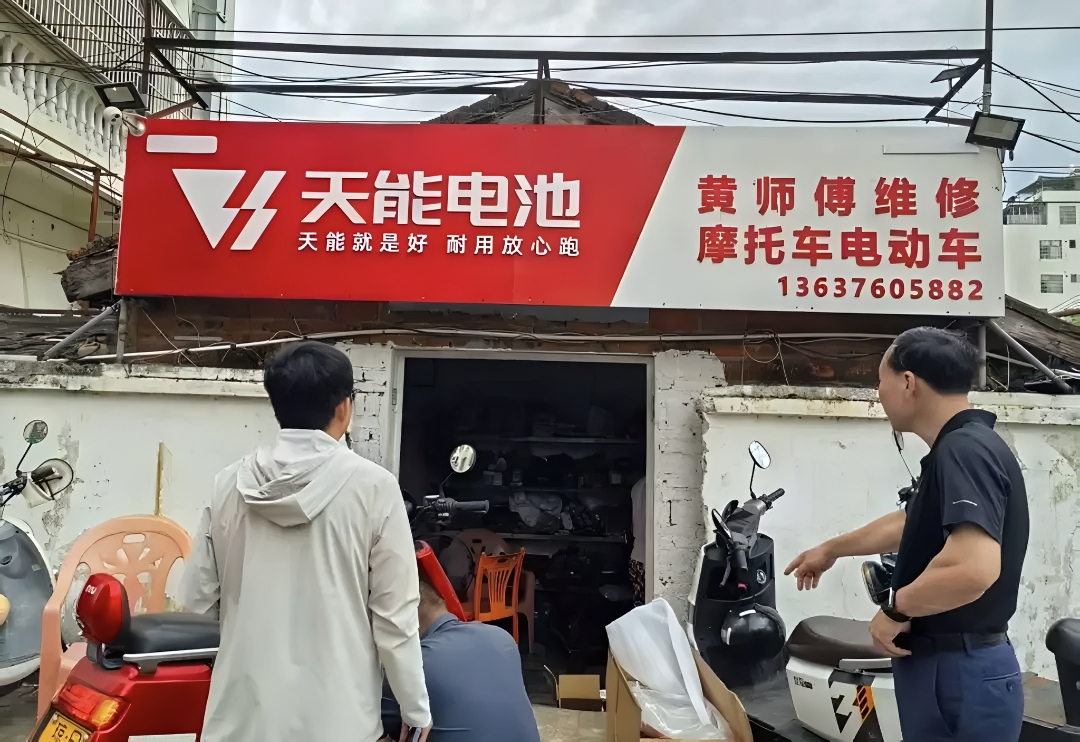 天能电池
天能就是好 耐用放心跑
黄师傅维修
摩托车电动车
13637605882